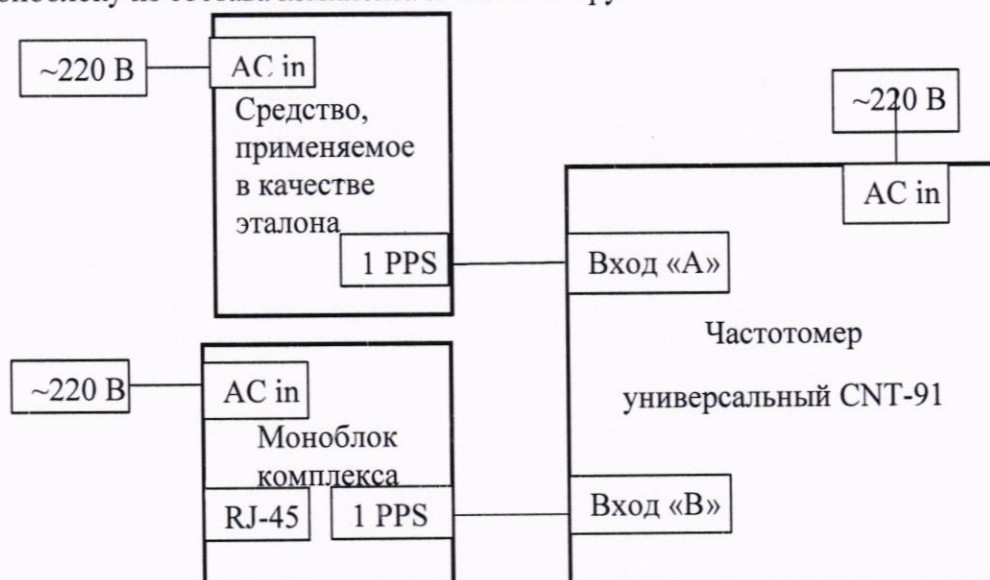 ~220 В
AC in
Средство,
применяемое
в качестве
эталона
1 PPS
~220 В
AC in
Вход «А»
Частотомер
универсальный CNT-91
~220 В
AC in
Моноблок
комплекса
RJ-45
1 PPS
Вход «В»